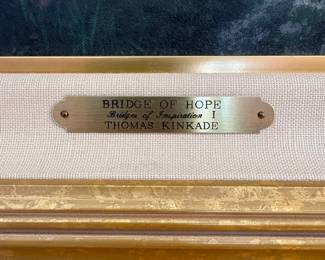 BRIDGE OF HOPE
Bridges of Inspiration I
THOMAS KINKADE